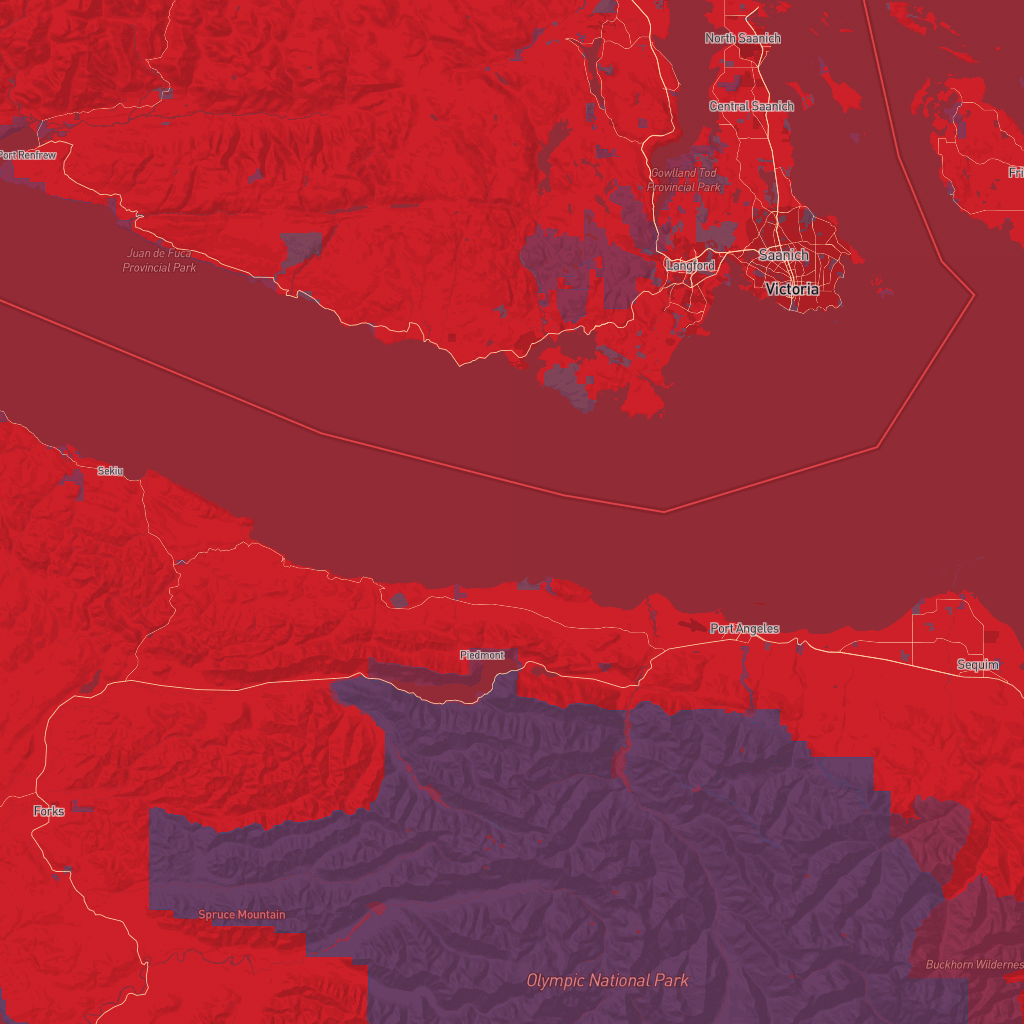 North Saanich
Central Saanich
Port Renfrew
Gowlland Tod
Provincial Park
Juan de Fuca
Provincial Park
Saanich
Langford
Victoria
Sekiu
Port Angeles
Piedmont
Sequim
Forks
Spruce Mountain
Buckhorn Wildernes
Olympic National Park